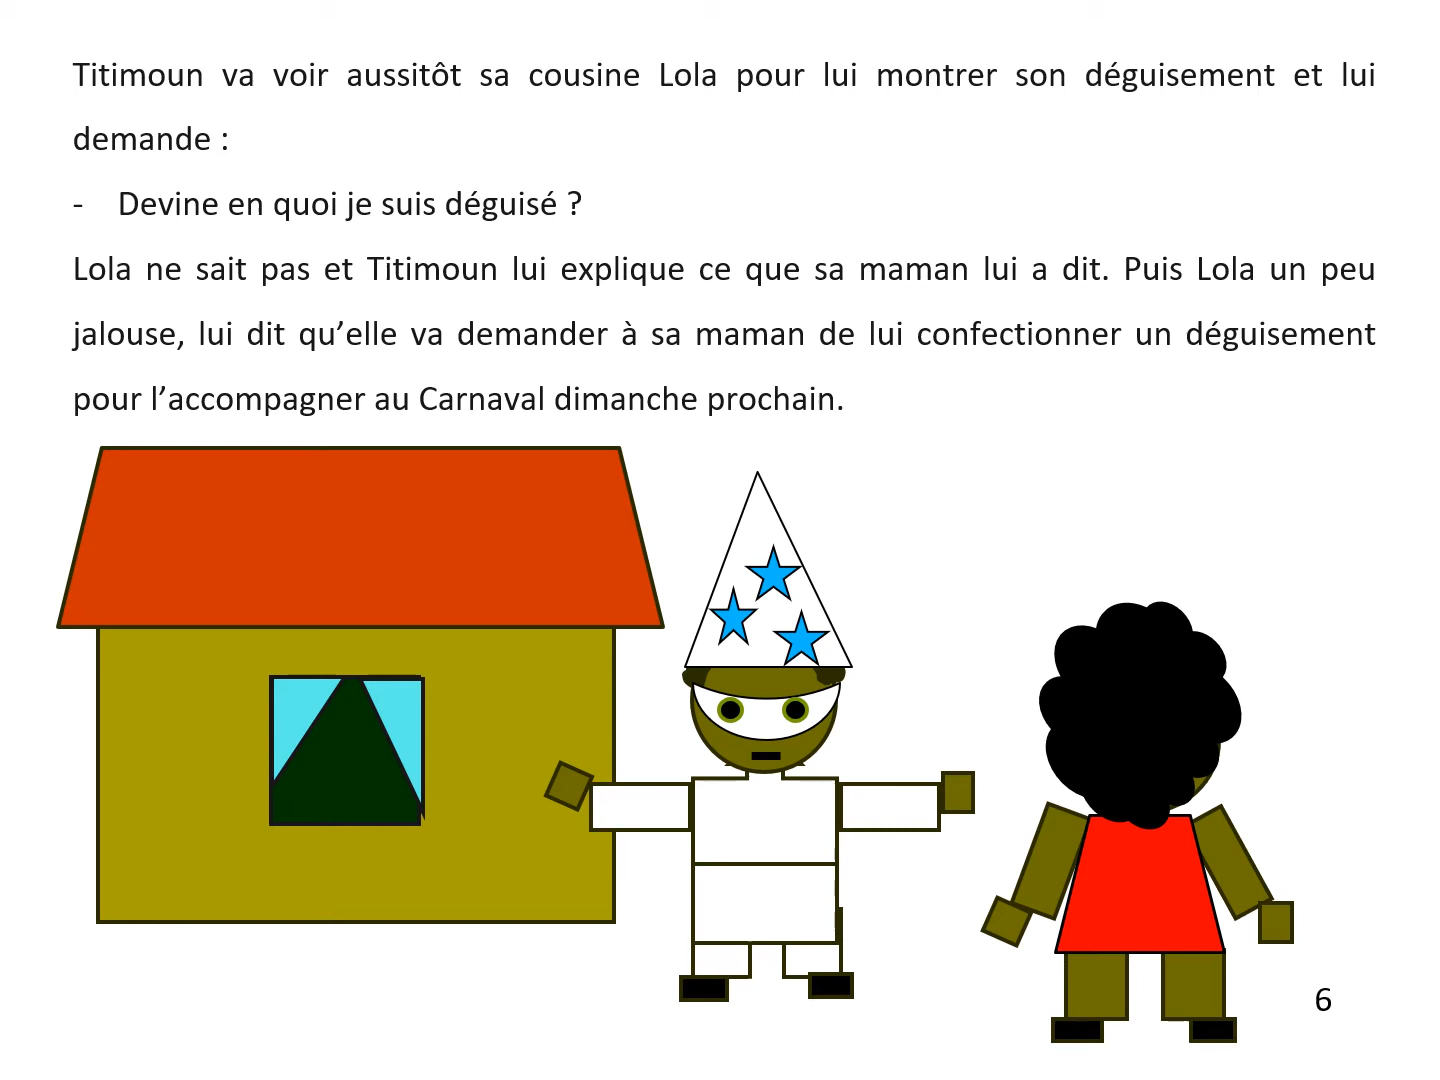 Titimoun va voir aussitôt sa cousine Lola pour lui montrer son déguisement et lui
demande :
- Devine en quoi je suis déguisé ?
Lola ne sait pas et Titimoun lui explique ce que sa maman lui a dit. Puis Lola un peu
jalouse, lui dit qu’elle va demander à sa maman de lui confectionner un déguisement
pour l’accompagner au Carnaval dimanche prochain.
6